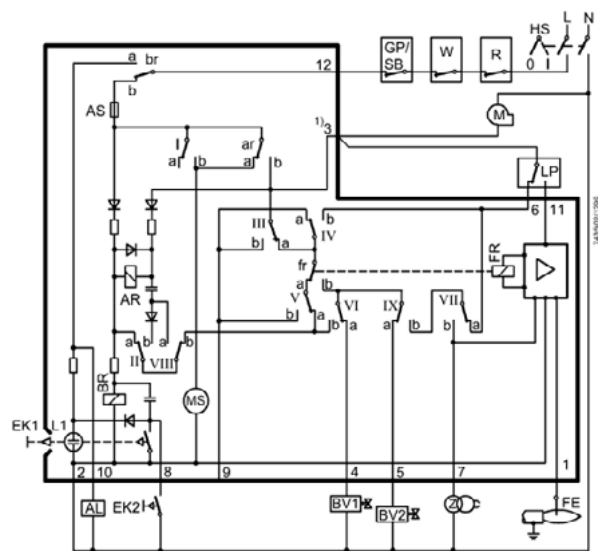 L N
HS
0 I
GP/
SB
W
R
a br
b
12
AS
M
1) 3
I
a b
ar
a b
LP
6 11
a b
III IV
b a
fr
FR
AR
a b
V VI IX VII
b a
b a
a b
b a
a b
II VIII
BR
MS
EK1 L1
2 10 8 9 4 5 7 1
AL
EK2
BV1
BV2
Z
FE